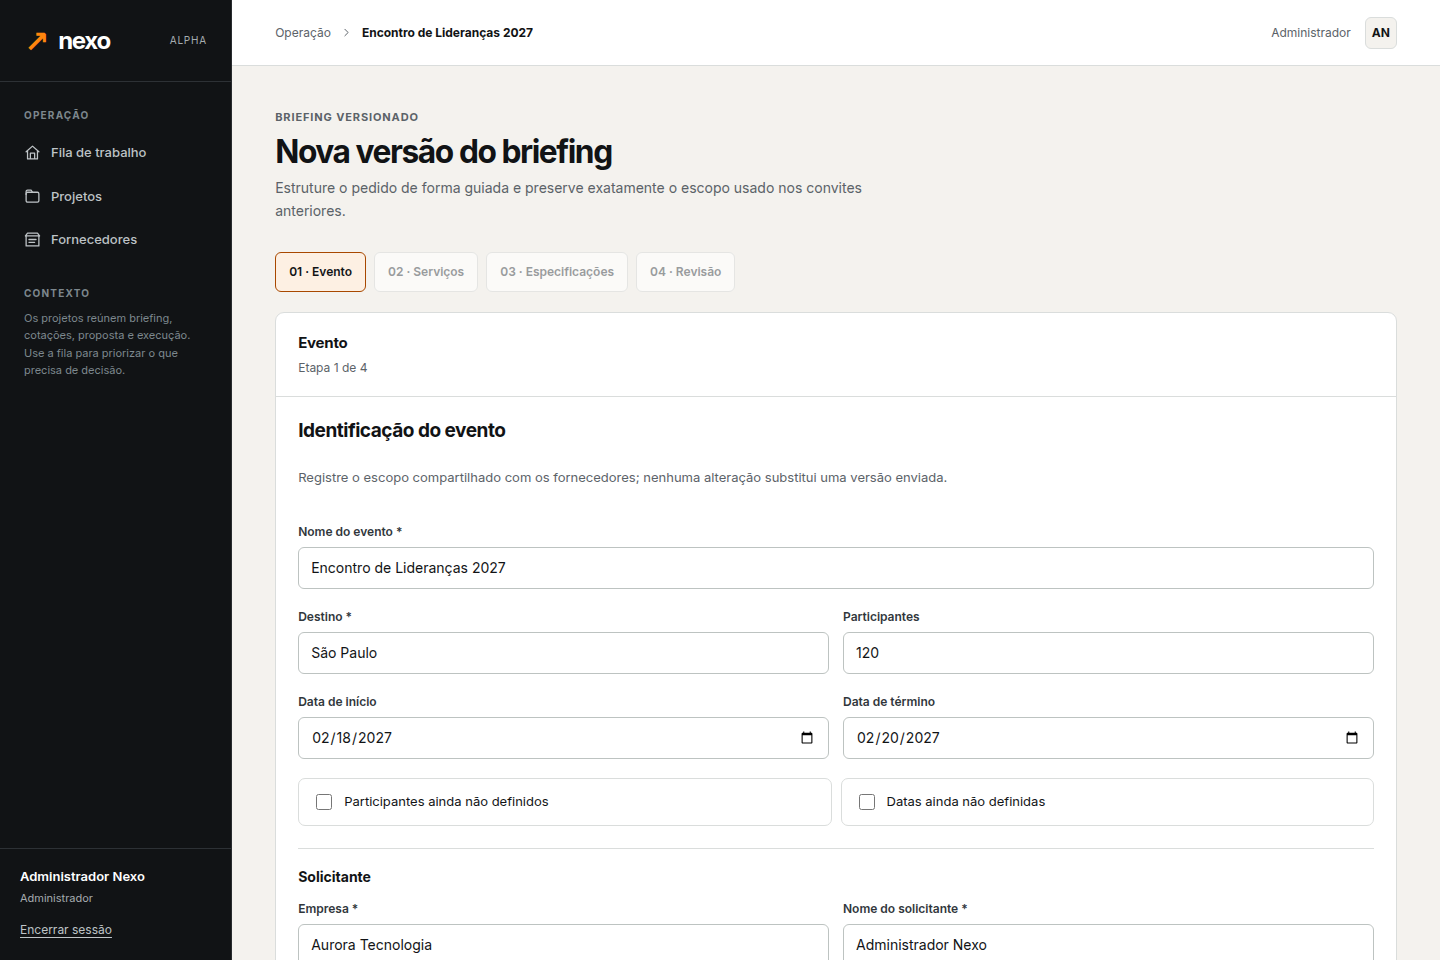 nexo
ALPHA
OPERAÇÃO
Fila de trabalho
Projetos
Fornecedores
CONTEXTO
Os projetos reúnem briefing,
cotações, proposta e execução.
Use a fila para priorizar o que
precisa de decisão.
Administrador Nexo
Administrador
Encerrar sessão
Operação
Encontro de Lideranças 2027
Administrador
AN
BRIEFING VERSIONADO
Nova versão do briefing
Estruture o pedido de forma guiada e preserve exatamente o escopo usado nos convites
anteriores.
01 · Evento
02 · Serviços
03 · Especificações
04 · Revisão
Evento
Etapa 1 de 4
Identificação do evento
Registre o escopo compartilhado com os fornecedores; nenhuma alteração substitui uma versão enviada.
Nome do evento *
Encontro de Lideranças 2027
Destino *
Participantes
São Paulo
120
Data de início
Data de término
02/18/2027
02/20/2027
Participantes ainda não definidos
Datas ainda não definidas
Solicitante
Empresa *
Nome do solicitante *
Aurora Tecnologia
Administrador Nexo